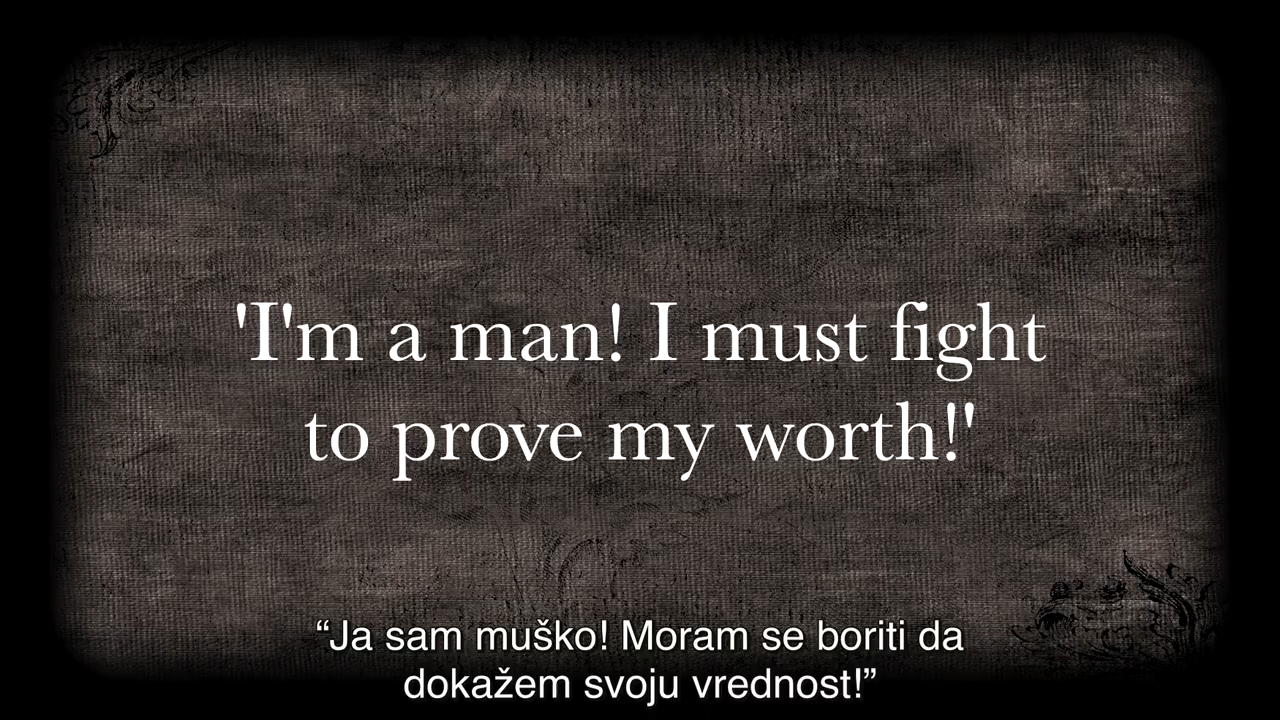 'I'm a man! I must fight
to prove my worth!'
“Ja sam muško! Moram se boriti da
dokažem svoju vrednost!”